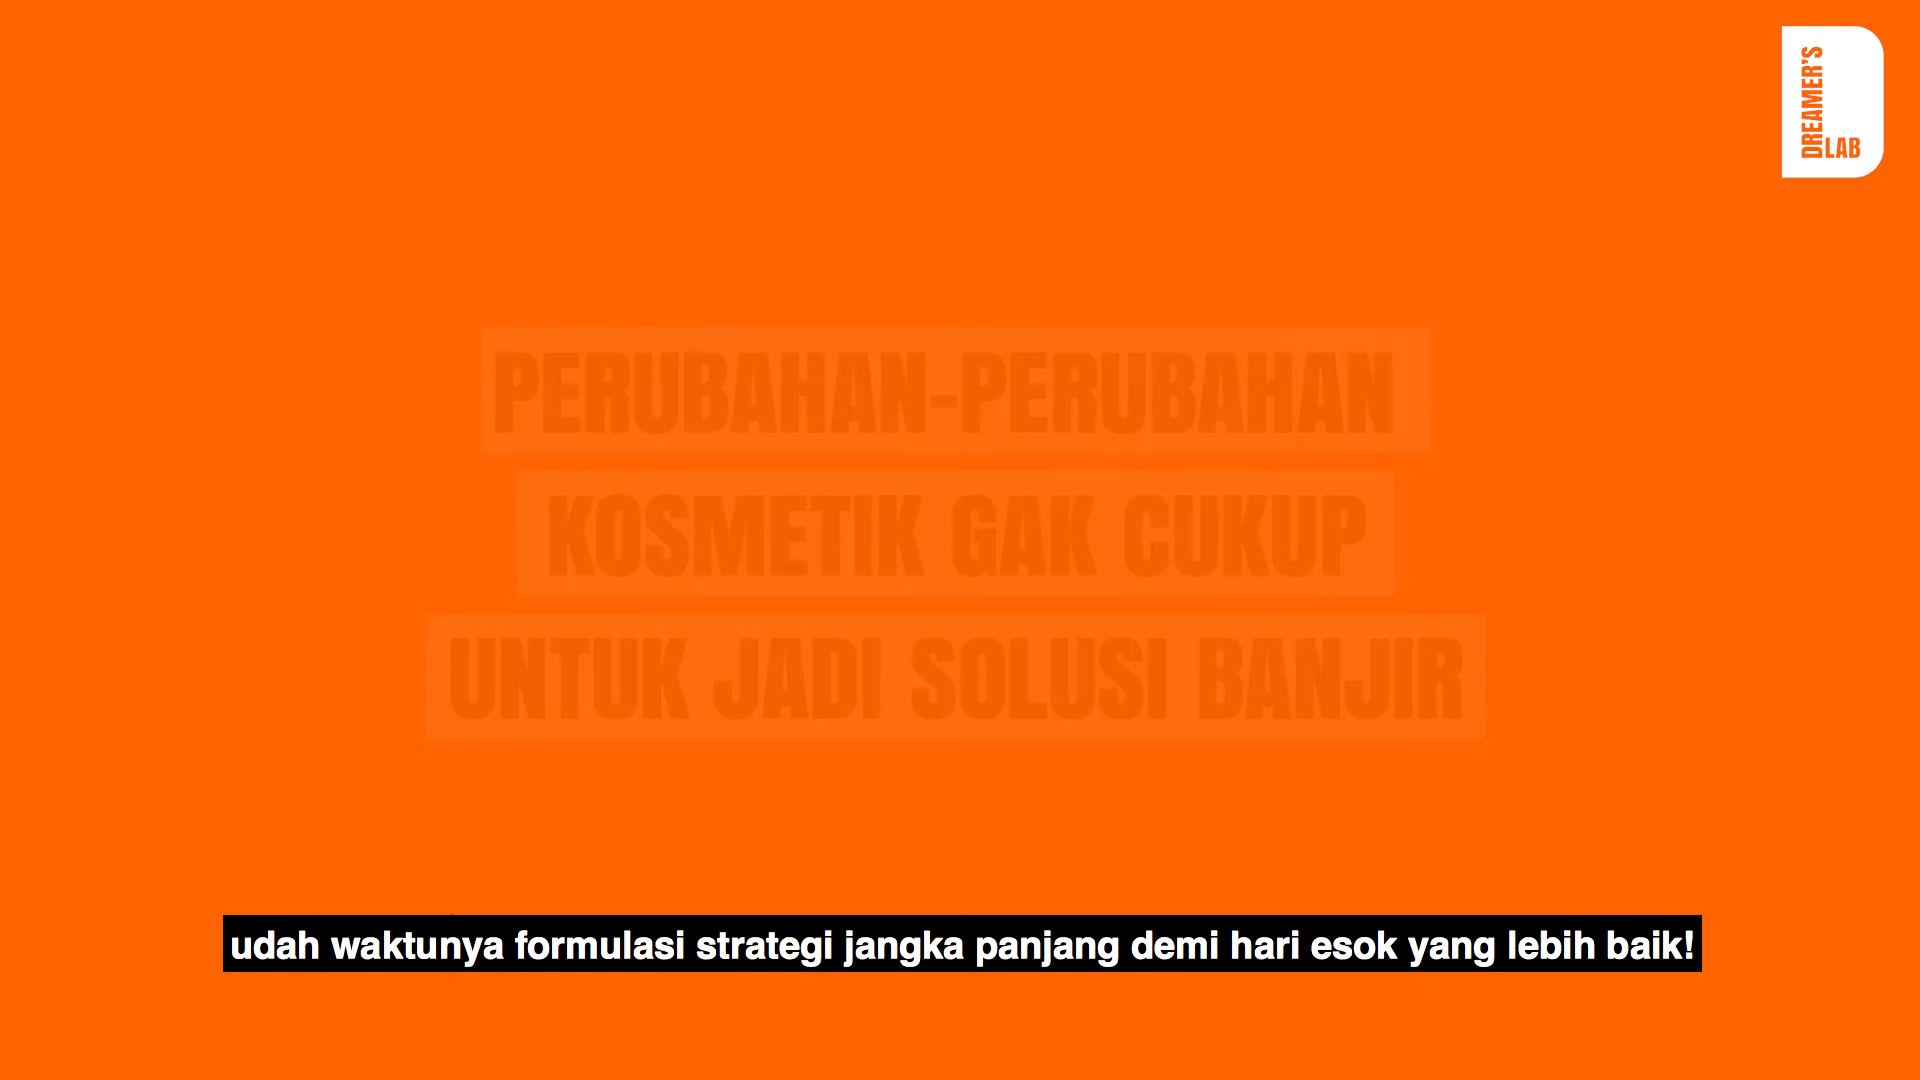 DREAMER'S
LAB
PERUBAHAN-PERUBAHAN
KOSMETIK GAK CUKUP
UNTUK JADI SOLUSI BANJIR
udah waktunya formulasi strategi jangka panjang demi hari esok yang lebih baik!